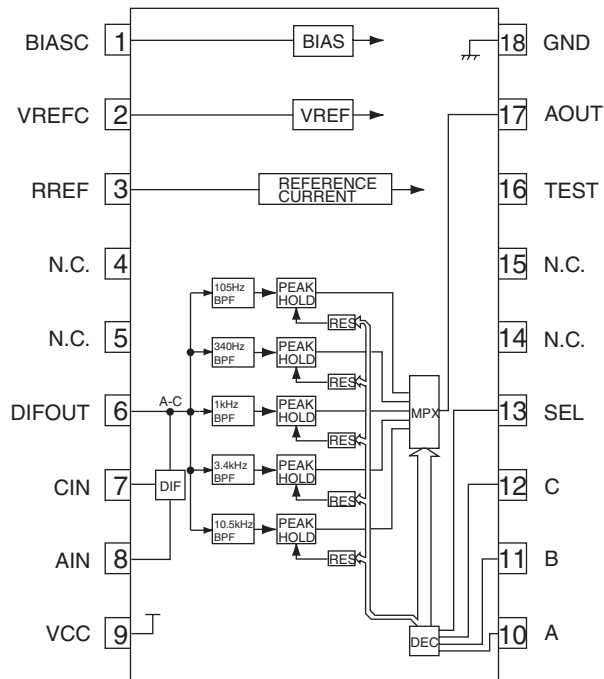 BIASC 1 BIAS 18 GND
VREFC 2 VREF 17 AOUT
RREF 3 REFERENCE CURRENT 16 TEST
N.C. 4 15 N.C.
105Hz BPF PEAK HOLD
RES
N.C. 5 14 N.C.
340Hz BPF PEAK HOLD
RES
DIFOUT 6 A-C 1kHz BPF PEAK HOLD MPX 13 SEL
RES
CIN 7 DIF 3.4kHz BPF PEAK HOLD 12 C
RES
AIN 8 10.5kHz BPF PEAK HOLD 11 B
RES
VCC 9 DEC 10 A